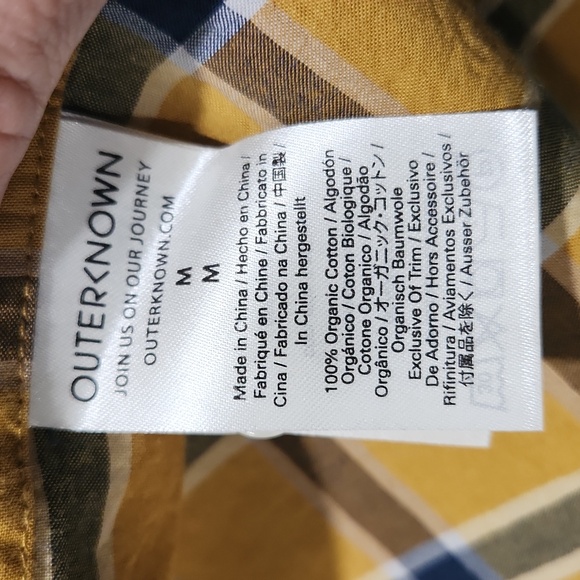 OUTERKNOWN
JOIN US ON OUR JOURNEY
OUTERKNOWN.COM
M
M
Made in China / Hecho en China /
Fabriqué en Chine / Fabbricato in
Cina / Fabricado na China / 中国製 /
In China hergestellt
100% Organic Cotton / Algodón
Orgánico / Coton Biologique /
Cotone Organico / Algodão
Orgânico / オーガニック・コットン /
Organisch Baumwole
Exclusive Of Trim / Exclusivo
De Adorno / Hors Accessoire /
Rifinitura / Aviamentos Exclusivos /
付属品を除く / Ausser Zubehör